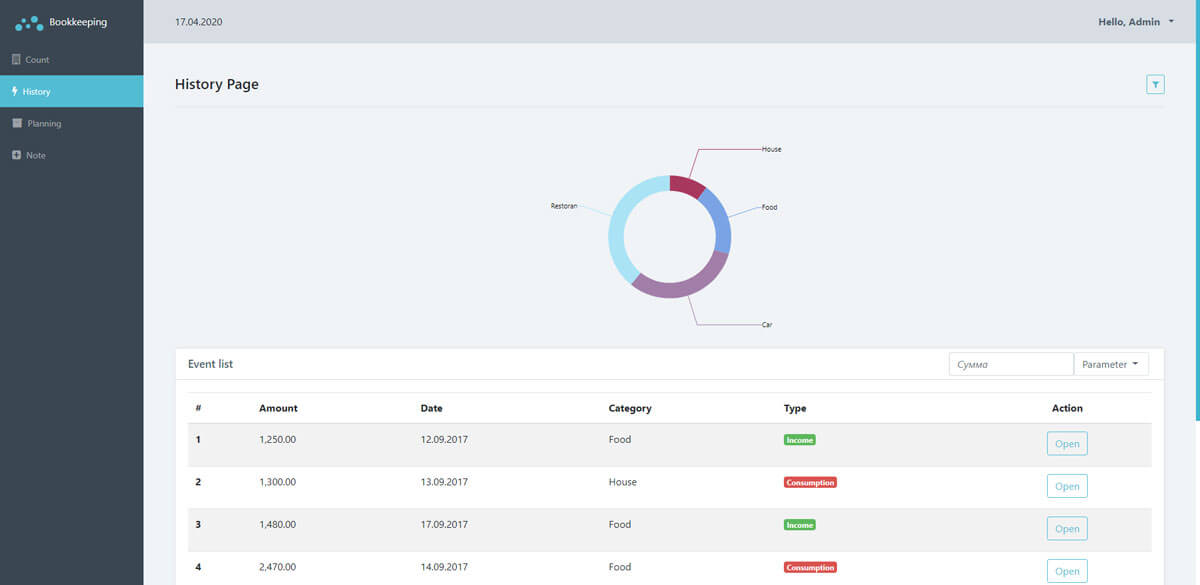 Bookkeeping
17.04.2020
Hello, Admin
Count
History
Planning
Note
History Page
House
Restoran
Food
Car
Event list
Сумма
Parameter
# Amount Date Category Type Action
1 1,250.00 12.09.2017 Food Income Open
2 1,300.00 13.09.2017 House Consumption Open
3 1,480.00 17.09.2017 Food Income Open
4 2,470.00 14.09.2017 Food Consumption Open